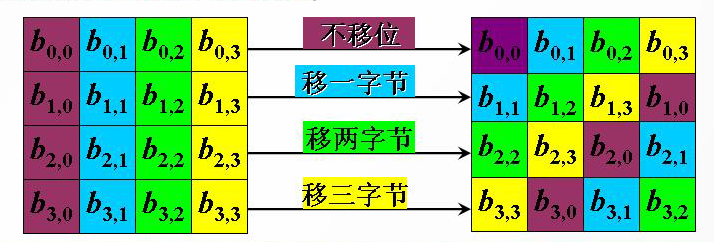 b0,0 b0,1 b0,2 b0,3 不移位 b0,0 b0,1 b0,2 b0,3
b1,0 b1,1 b1,2 b1,3 移一字节 b1,1 b1,2 b1,3 b1,0
b2,0 b2,1 b2,2 b2,3 移两字节 b2,2 b2,3 b2,0 b2,1
b3,0 b3,1 b3,2 b3,3 移三字节 b3,3 b3,0 b3,1 b3,2